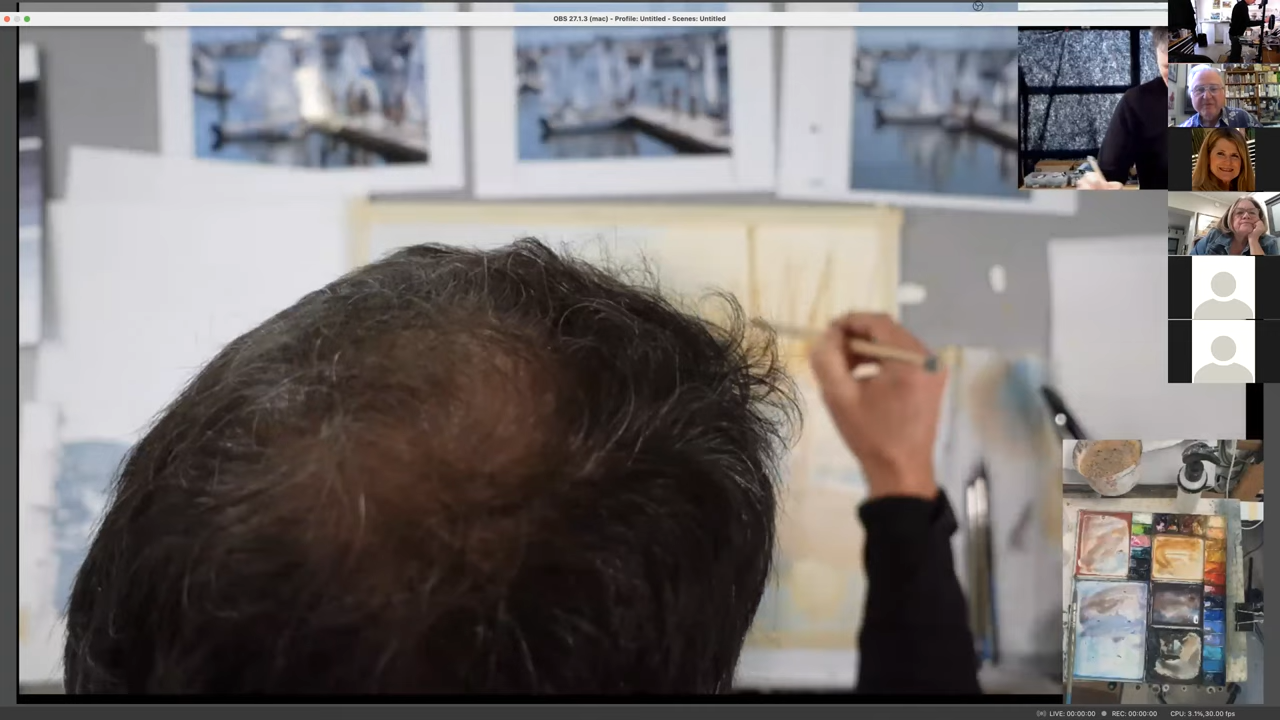 OBS 27.1.3 (mac) - Profile: Untitled - Scenes: Untitled
LIVE: 00:00:00
REC: 00:00:00
CPU: 3.1%,30.00 fps